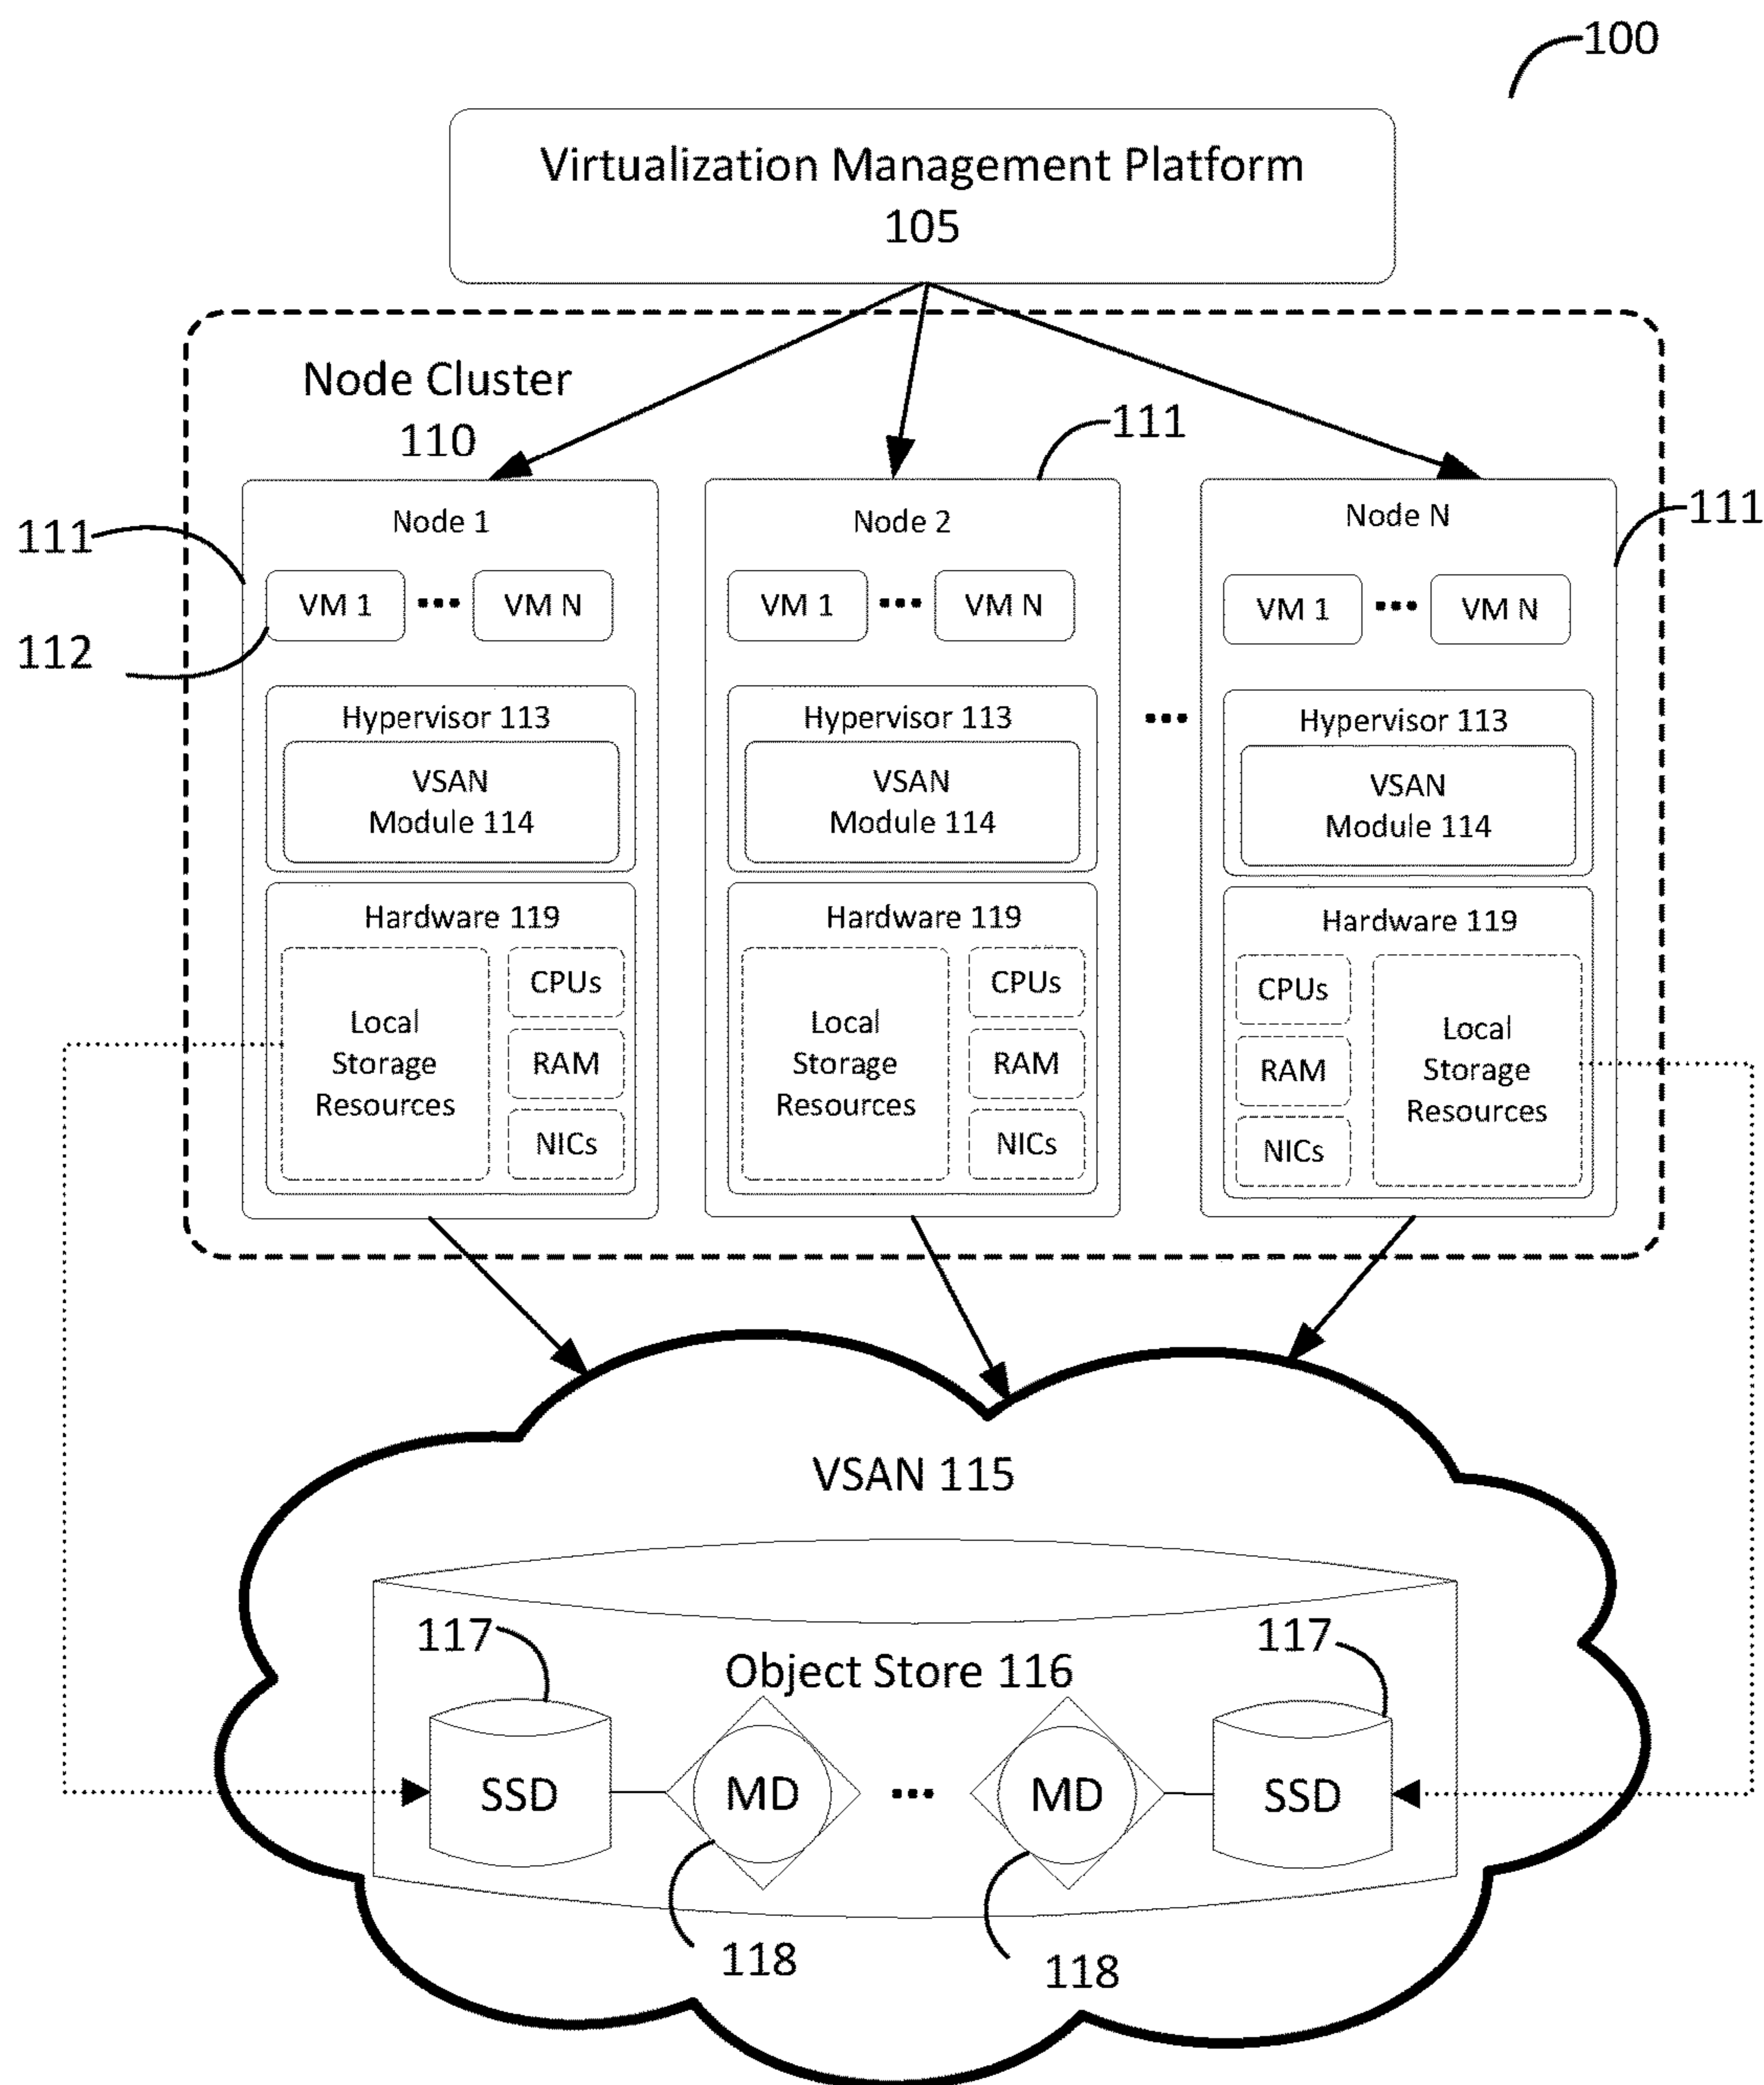 100
Virtualization Management Platform
105
Node Cluster
110
111
111
111
112
Node 1
VM 1 ••• VM N
Hypervisor 113
VSAN
Module 114
Hardware 119
Local
Storage
Resources
CPUs
RAM
NICs
Node 2
VM 1 ••• VM N
Hypervisor 113
VSAN
Module 114
Hardware 119
Local
Storage
Resources
CPUs
RAM
NICs
•••
Node N
VM 1 ••• VM N
Hypervisor 113
VSAN
Module 114
Hardware 119
CPUs
RAM
NICs
Local
Storage
Resources
VSAN 115
117
117
Object Store 116
SSD
MD
•••
MD
SSD
118
118